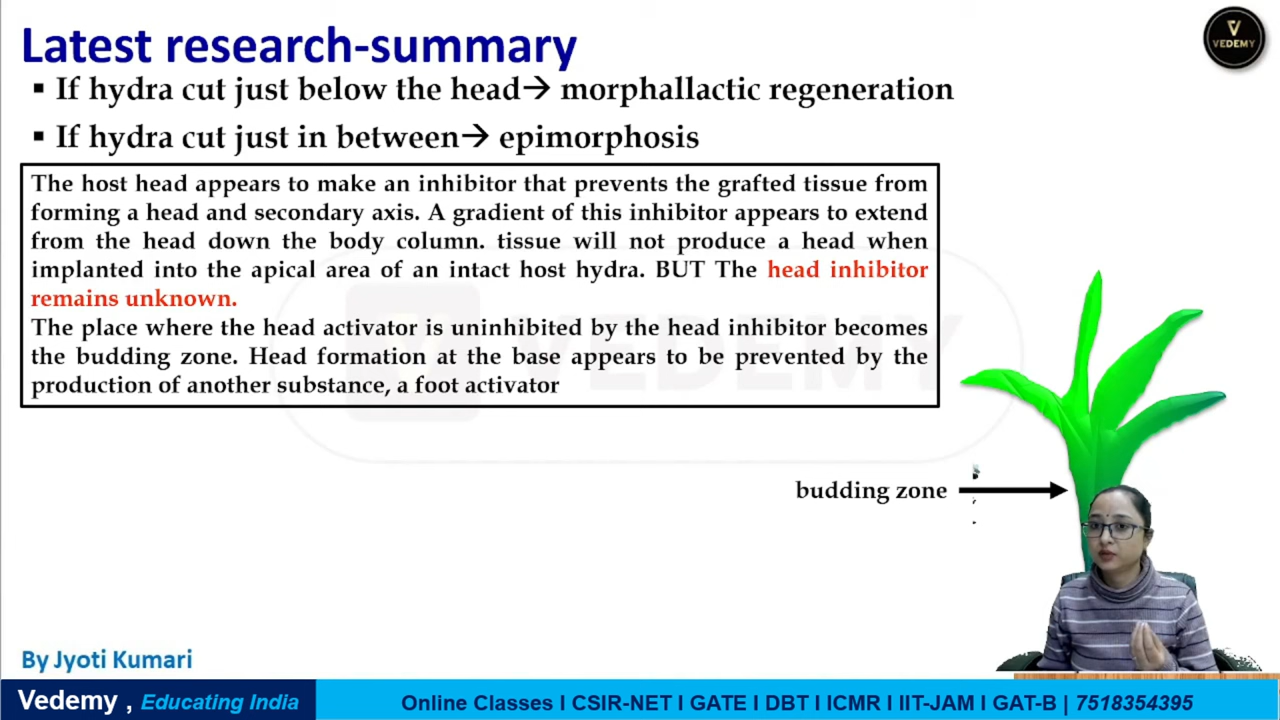 Latest research-summary
VEDEMY
▪ If hydra cut just below the head→ morphallactic regeneration
▪ If hydra cut just in between→ epimorphosis
The host head appears to make an inhibitor that prevents the grafted tissue from
forming a head and secondary axis. A gradient of this inhibitor appears to extend
from the head down the body column. tissue will not produce a head when
implanted into the apical area of an intact host hydra. BUT The head inhibitor
remains unknown.
The place where the head activator is uninhibited by the head inhibitor becomes
the budding zone. Head formation at the base appears to be prevented by the
production of another substance, a foot activator
VEDEMY
budding zone
By Jyoti Kumari
Vedemy , Educating India
Online Classes I CSIR-NET I GATE I DBT I ICMR I IIT-JAM I GAT-B | 7518354395